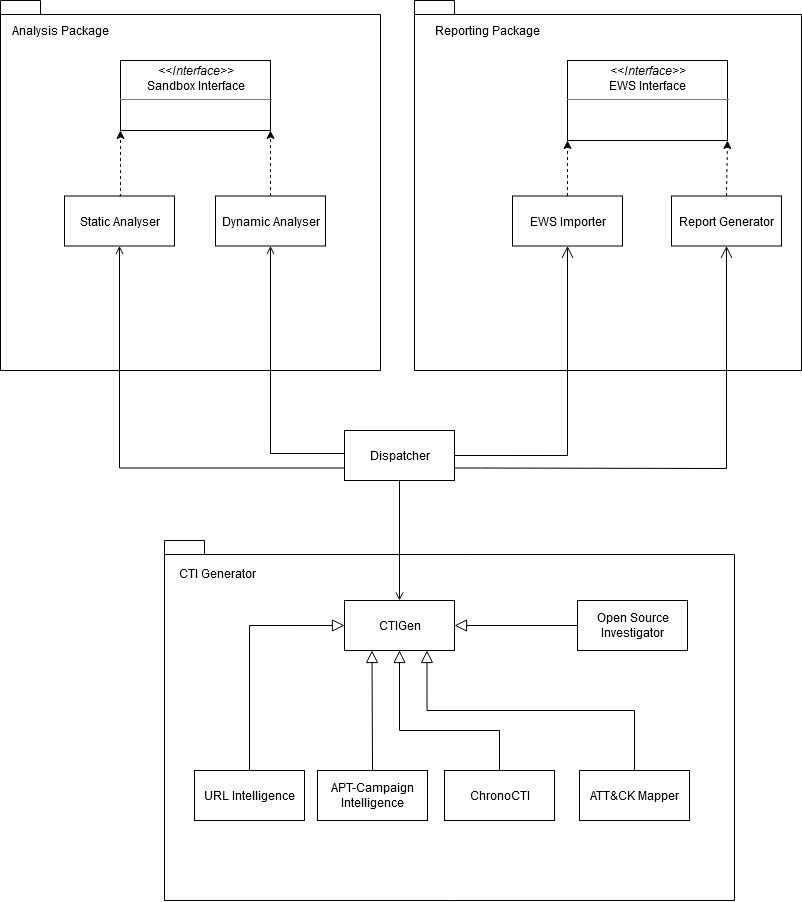 Analysis Package
<<Interface>>
Sandbox Interface
Static Analyser
Dynamic Analyser
Reporting Package
<<Interface>>
EWS Interface
EWS Importer
Report Generator
Dispatcher
CTI Generator
CTIGen
Open Source
Investigator
URL Intelligence
APT-Campaign
Intelligence
ChronoCTI
ATT&CK Mapper